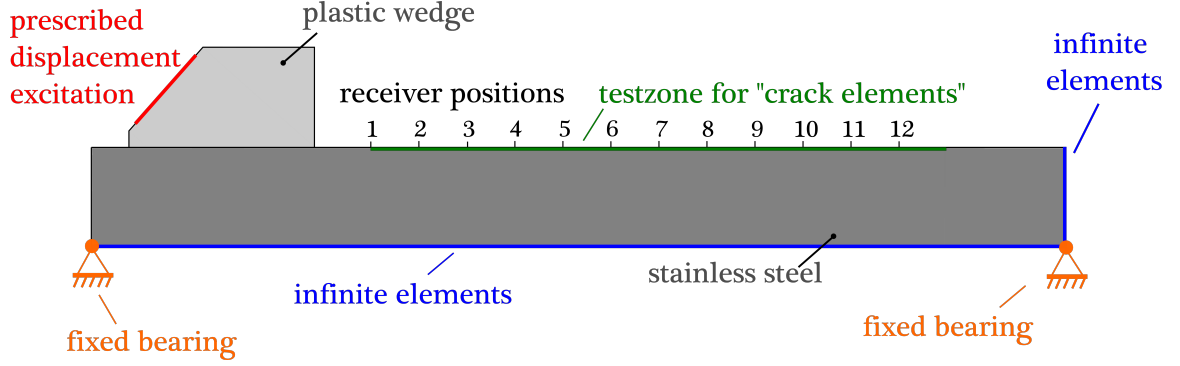 prescribed
displacement
excitation
plastic wedge
infinite
elements
receiver positions
testzone for "crack elements"
1 2 3 4 5 6 7 8 9 10 11 12
stainless steel
infinite elements
fixed bearing
fixed bearing